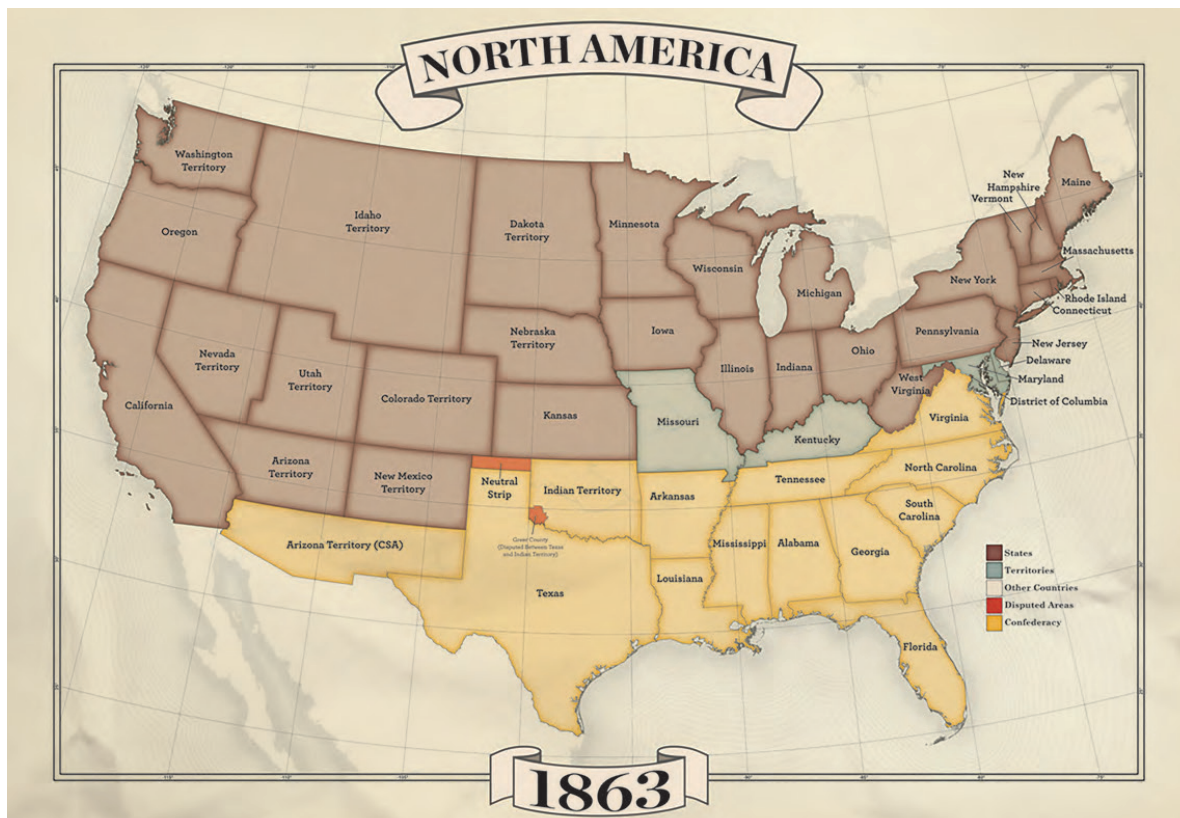 NORTH AMERICA
Washington
Territory
Oregon
Idaho
Territory
Dakota
Territory
Minnesota
Wisconsin
Michigan
New
Hampshire
Vermont
Maine
Massachusetts
New York
Rhode Island
Connecticut
Nebraska
Territory
Iowa
Pennsylvania
New Jersey
Delaware
Maryland
District of Columbia
Nevada
Territory
Utah
Territory
Colorado Territory
Kansas
Illinois
Indiana
Ohio
West
Virginia
Virginia
California
Missouri
Kentucky
Arizona
Territory
New Mexico
Territory
Neutral
Strip
Indian Territory
Arkansas
Tennessee
North Carolina
South
Carolina
Arizona Territory (CSA)
Greer County
(Disputed Between Texas
and Indian Territory)
Mississippi
Alabama
Georgia
Texas
Louisiana
Florida
States
Territories
Other Countries
Disputed Areas
Confederacy
1863